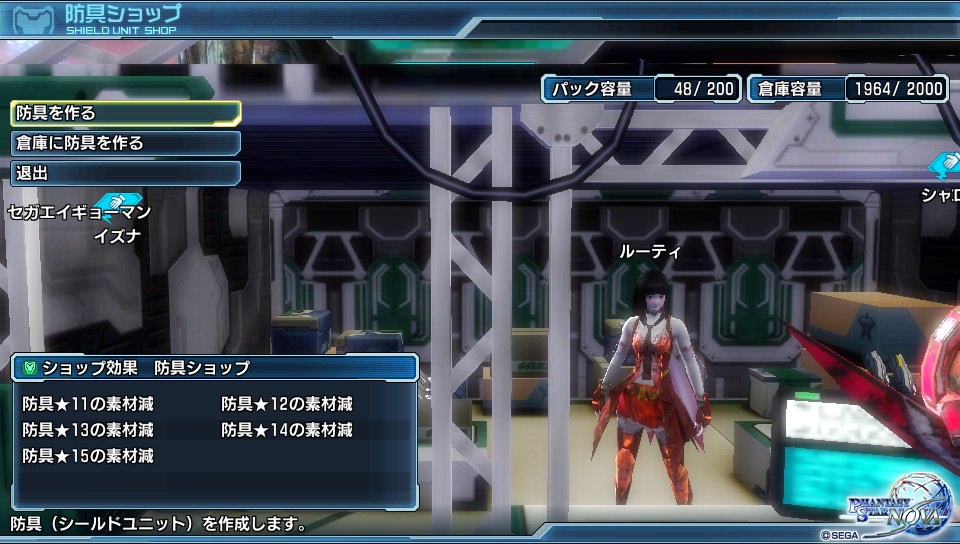 防具ショップ
SHIELD UNIT SHOP
パック容量 48/ 200
倉庫容量 1964/ 2000
防具を作る
倉庫に防具を作る
退出
セガエイギョーマン
イズナ
シャロ
ルーティ
ショップ効果 防具ショップ
防具★11の素材減 防具★12の素材減
防具★13の素材減 防具★14の素材減
防具★15の素材減
防具（シールドユニット）を作成します。
PHANTASY STAR NOVA
©SEGA